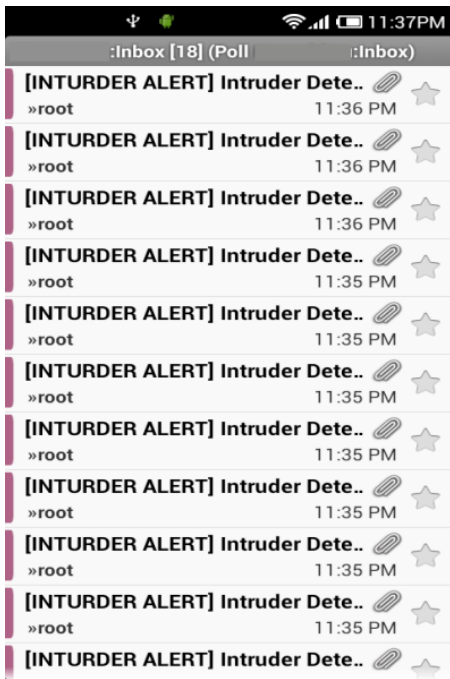 11:37PM
:Inbox [18] (Poll :Inbox)
[INTURDER ALERT] Intruder Dete..
»root 11:36 PM
[INTURDER ALERT] Intruder Dete..
»root 11:36 PM
[INTURDER ALERT] Intruder Dete..
»root 11:36 PM
[INTURDER ALERT] Intruder Dete..
»root 11:35 PM
[INTURDER ALERT] Intruder Dete..
»root 11:35 PM
[INTURDER ALERT] Intruder Dete..
»root 11:35 PM
[INTURDER ALERT] Intruder Dete..
»root 11:35 PM
[INTURDER ALERT] Intruder Dete..
»root 11:35 PM
[INTURDER ALERT] Intruder Dete..
»root 11:35 PM
[INTURDER ALERT] Intruder Dete..
»root 11:35 PM
[INTURDER ALERT] Intruder Dete..